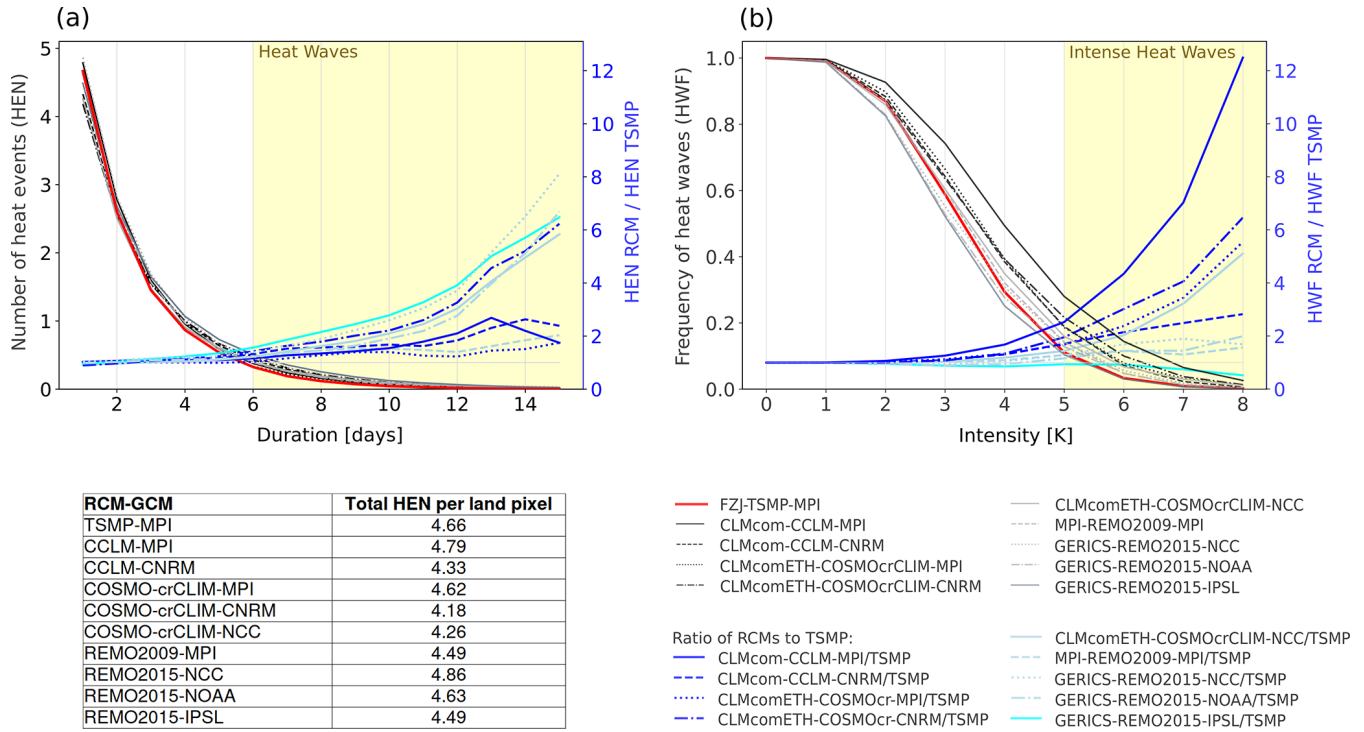 (a)
(b)
Heat Waves
Number of heat events (HEN)
5
4
3
2
1
0
12
10
8
6
4
2
0
HEN RCM / HEN TSMP
2
4
6
8
10
12
14
Duration [days]
Intense Heat Waves
Frequency of heat waves (HWF)
1.0
0.8
0.6
0.4
0.2
0.0
12
10
8
6
4
2
0
HWF RCM / HWF TSMP
0
1
2
3
4
5
6
7
8
Intensity [K]
RCM-GCM Total HEN per land pixel
TSMP-MPI 4.66
CCLM-MPI 4.79
CCLM-CNRM 4.33
COSMO-crCLIM-MPI 4.62
COSMO-crCLIM-CNRM 4.18
COSMO-crCLIM-NCC 4.26
REMO2009-MPI 4.49
REMO2015-NCC 4.86
REMO2015-NOAA 4.63
REMO2015-IPSL 4.49
FZJ-TSMP-MPI
CLMcom-CCLM-MPI
CLMcom-CCLM-CNRM
CLMcomETH-COSMOcrCLIM-MPI
CLMcomETH-COSMOcrCLIM-CNRM
CLMcomETH-COSMOcrCLIM-NCC
MPI-REMO2009-MPI
GERICS-REMO2015-NCC
GERICS-REMO2015-NOAA
GERICS-REMO2015-IPSL
Ratio of RCMs to TSMP:
CLMcom-CCLM-MPI/TSMP
CLMcom-CCLM-CNRM/TSMP
CLMcomETH-COSMOcr-MPI/TSMP
CLMcomETH-COSMOcr-CNRM/TSMP
CLMcomETH-COSMOcrCLIM-NCC/TSMP
MPI-REMO2009-MPI/TSMP
GERICS-REMO2015-NCC/TSMP
GERICS-REMO2015-NOAA/TSMP
GERICS-REMO2015-IPSL/TSMP